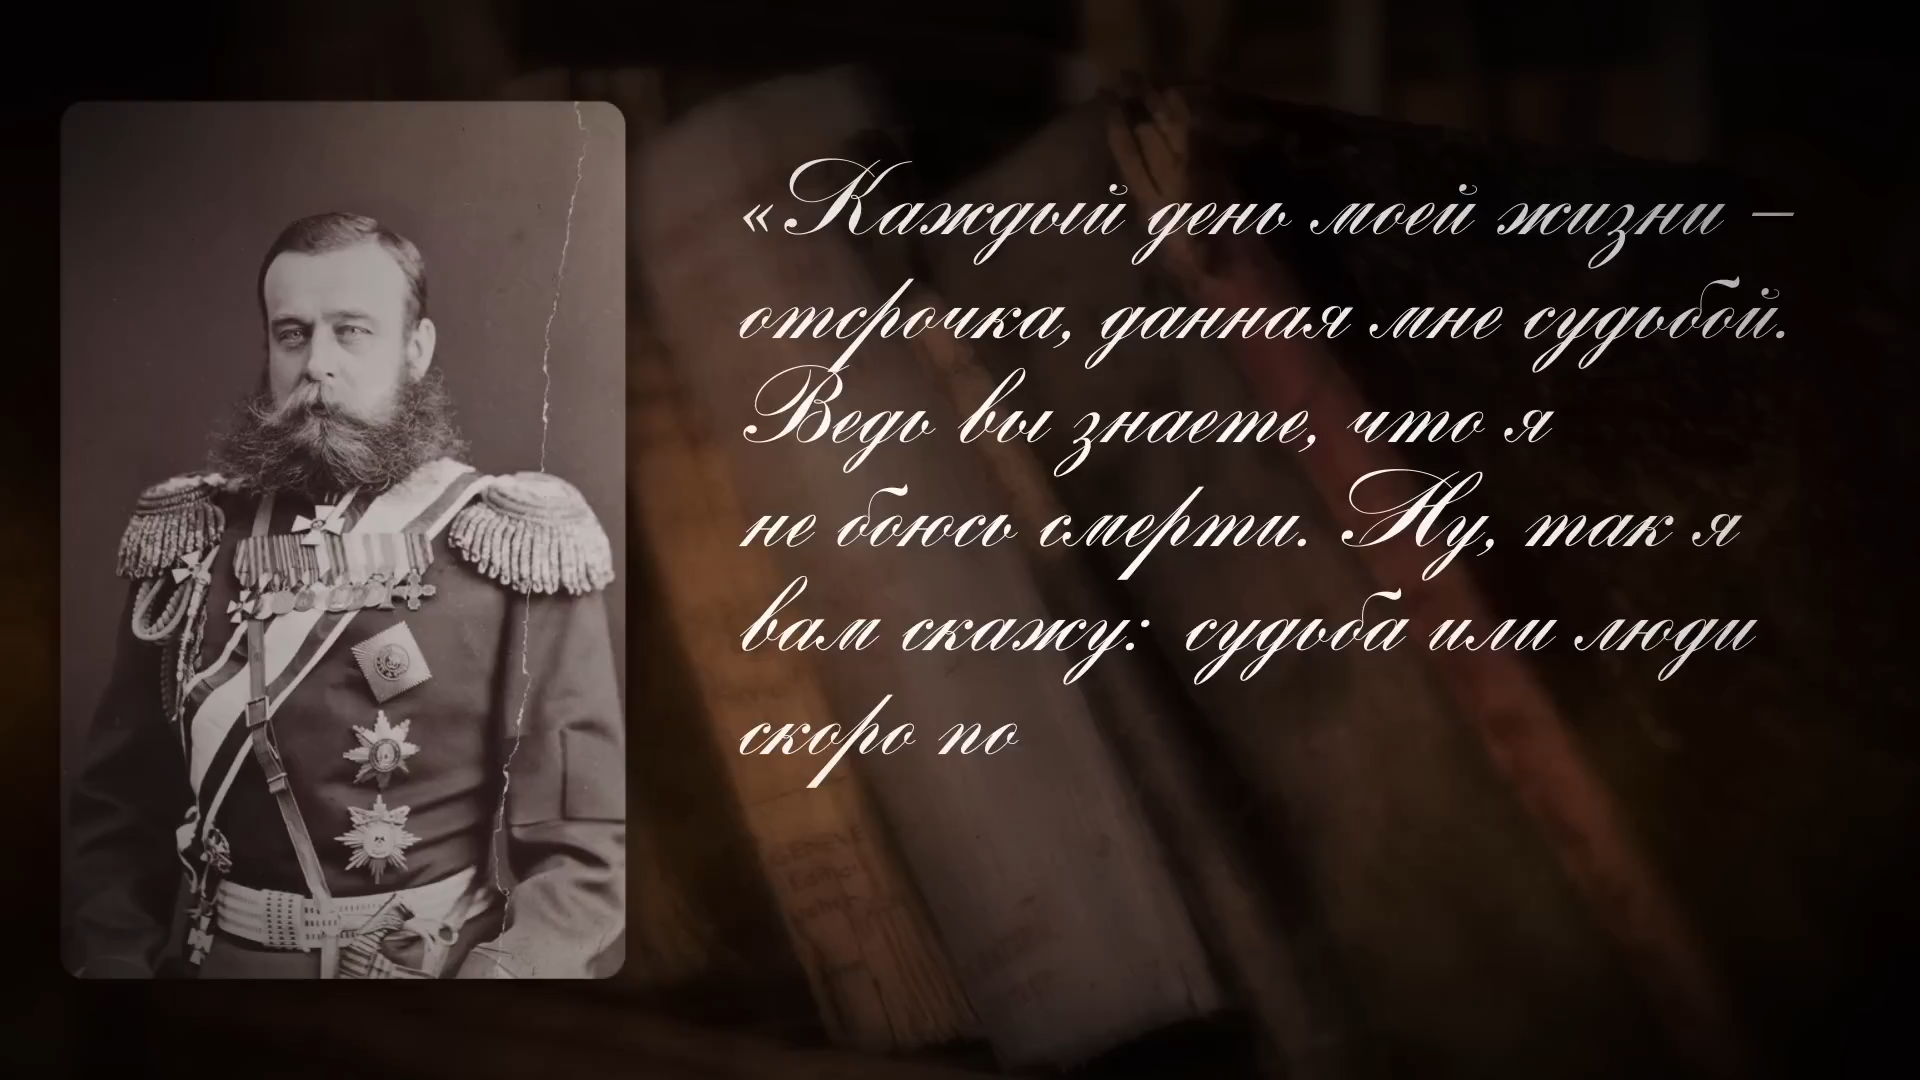 «Каждый день моей жизни –
отсрочка, данная мне судьбой.
Ведь вы знаете, что я
не боюсь смерти. Ну, так я
вам скажу: судьба или люди
скоро по